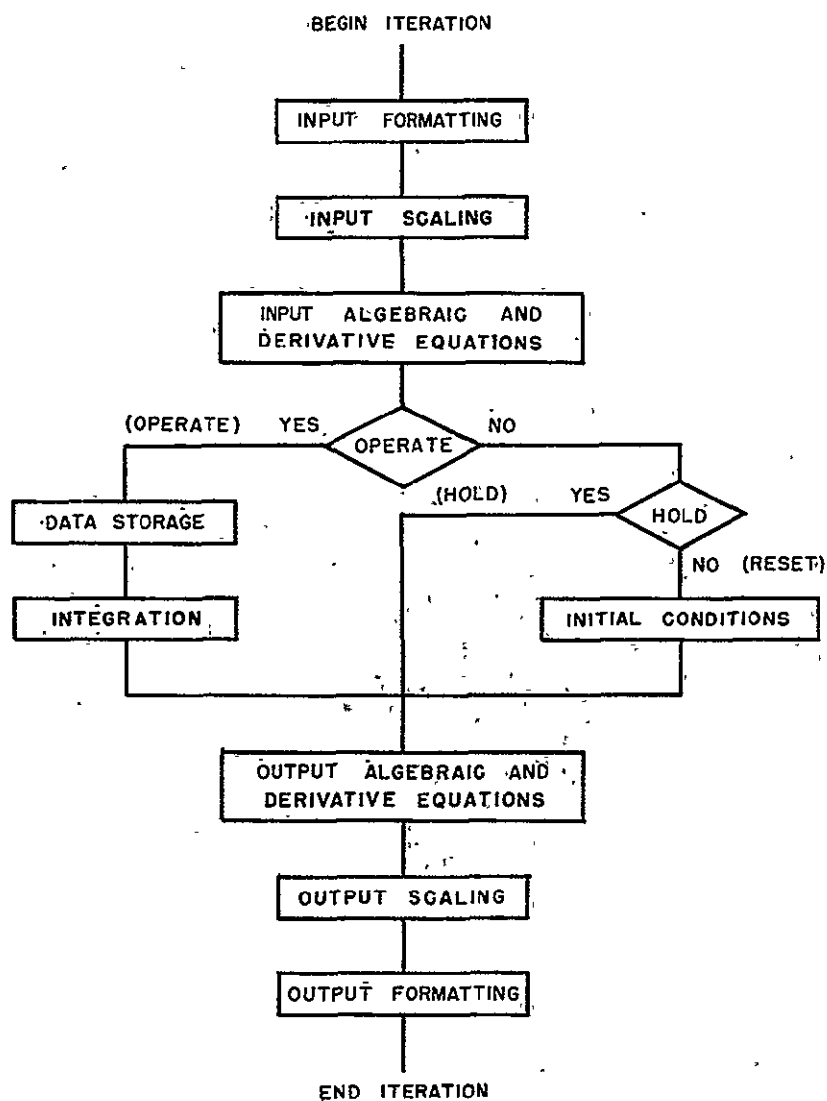 BEGIN ITERATION
INPUT FORMATTING
INPUT SCALING
INPUT ALGEBRAIC AND
DERIVATIVE EQUATIONS
(OPERATE) YES
OPERATE
NO
(HOLD) YES
HOLD
NO (RESET)
DATA STORAGE
INTEGRATION
INITIAL CONDITIONS
OUTPUT ALGEBRAIC AND
DERIVATIVE EQUATIONS
OUTPUT SCALING
OUTPUT FORMATTING
END ITERATION